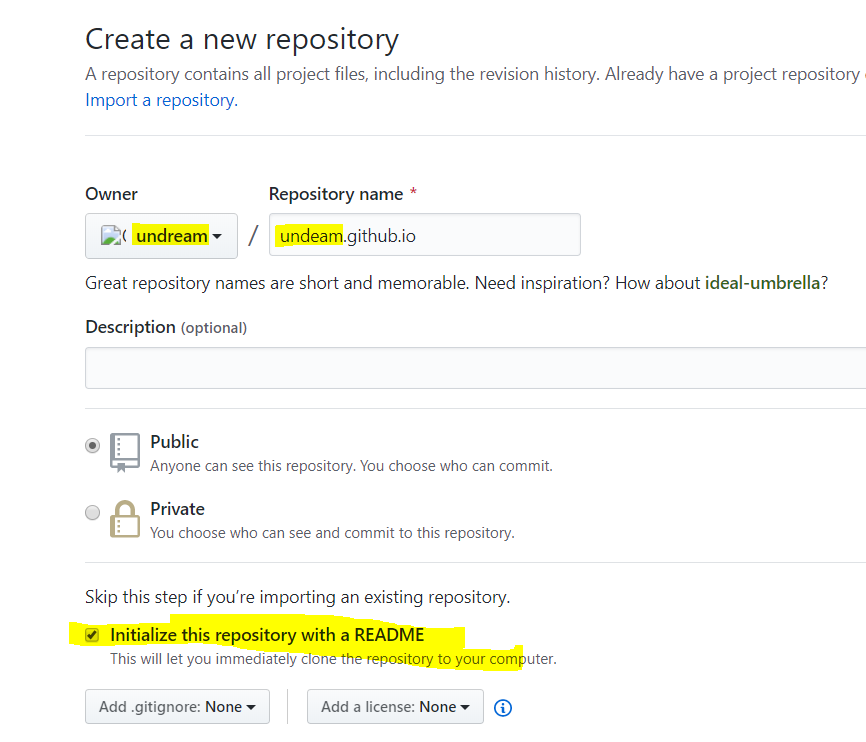 Create a new repository
A repository contains all project files, including the revision history. Already have a project repository
Import a repository.
Owner
Repository name *
undream / undeam.github.io
Great repository names are short and memorable. Need inspiration? How about ideal-umbrella?
Description (optional)
Public
Anyone can see this repository. You choose who can commit.
Private
You choose who can see and commit to this repository.
Skip this step if you’re importing an existing repository.
Initialize this repository with a README
This will let you immediately clone the repository to your computer.
Add .gitignore: None
Add a license: None